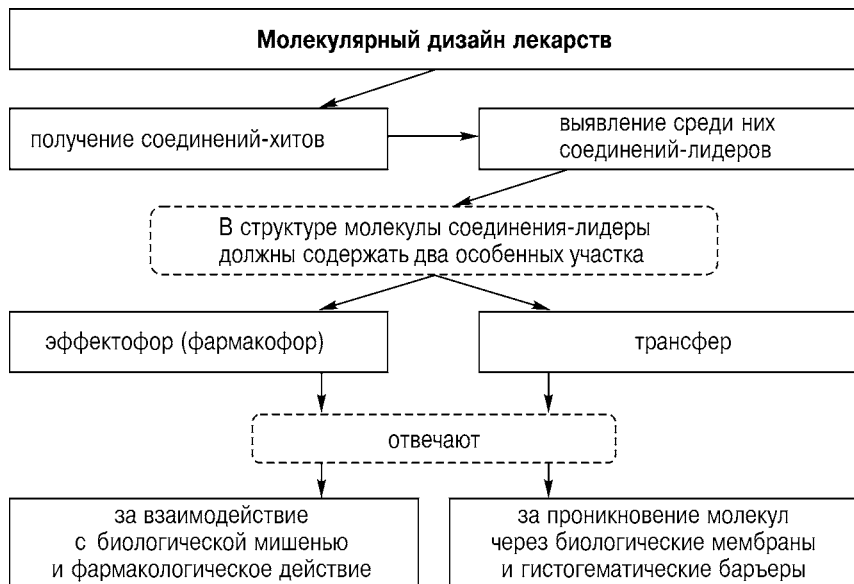 Молекулярный дизайн лекарств
получение соединений-хитов
выявление среди них
соединений-лидеров
В структуре молекулы соединения-лидеры
должны содержать два особенных участка
эффектофор (фармакофор)
трансфер
отвечают
за взаимодействие
с биологической мишенью
и фармакологическое действие
за проникновение молекул
через биологические мембраны
и гистогематические барьеры